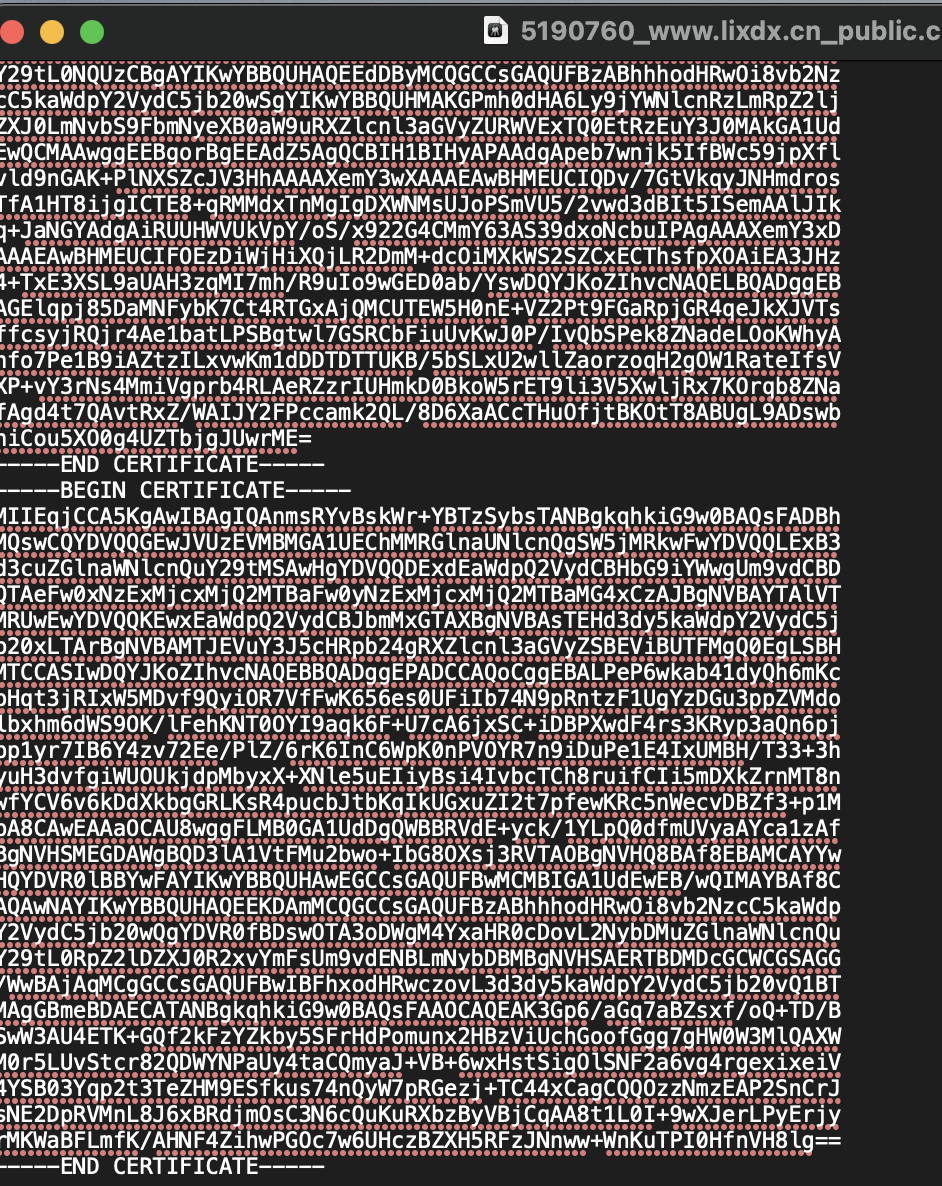 5190760_www.lixdx.cn_public.c
Y29tL0NQUzCBgAYIKwYBBQUHAQEEdDByMCQGCCsGAQUFBzABhhhodHRwOi8vb2Nz
cC5kaWdpY2VydC5jb20wSgYIKwYBBQUHMAKGPmh0dHA6Ly9jYWNlcnRzLmRpZ2lj
ZXJ0LmNvbS9FbmNyeXB0aW9uRXZlcnl3aGVyZURWVExTQ0EtRzEuY3J0MAkGA1Ud
EwQCMAAwggEEBgorBgEEAdZ5AgQCBIH1BIHyAPAAdgApeb7wnjk5IfBWc59jpXfl
vld9nGAK+PlNXSZcJV3HhAAAAXemY3wXAAAEAwBHMEUCIQDv/7GtVkqyJNHmdros
TfA1HT8ijgICTE8+qRMMdxTnMgIgDXWNMsUJoPSmVU5/2vwd3dBIt5ISemAAlJIk
q+JaNGYAdgAiRUUHWVUkVpY/oS/x922G4CMmY63AS39dxoNcbuIPAgAAAXemY3xD
AAAEAwBHMEUCIFOEzDiWjHiXQjLR2DmM+dcOiMXkWS2SZCxECThsfpXOAiEA3JHz
4+TxE3XSL9aUAH3zqMI7mh/R9uIo9wGED0ab/YswDQYJKoZIhvcNAQELBQADggEB
AGElqpj85DaMNFybK7Ct4RTGxAjQMCUTEW5H0nE+VZ2Pt9FGaRpjGR4qeJkXJVTs
ffcsyjRQjr4Ae1batLPSBgtwl7GSRCbFiuUvKwJ0P/IvQbSPek8ZNadeLOoKWhyA
nfo7Pe1B9iAZtzILxvwKm1dDDTDTTUKB/5bSLxU2wllZaorzoqH2gOW1RateIfsV
XP+vY3rNs4MmiVgprb4RLAeRZzrIUHmkD0BkoW5rET9li3V5XwljRx7KOrqb8ZNa
fAgd4t7QAvtRxZ/WAIJY2FPccamk2QL/8D6XaACcTHuOfjtBKOtT8ABUgL9ADswb
niCou5XO0g4UZTbjgJUwrME=
-----END CERTIFICATE-----
-----BEGIN CERTIFICATE-----
MIIEqjCCA5KgAwIBAgIQAnmsRYvBskWr+YBTzSybsTANBgkqhkiG9w0BAQsFADBh
MQswCQYDVQQGEwJVUzEVMBMGA1UEChMMRGlnaUNlcnQgSW5jMRkwFwYDVQQLExB3
d3cuZGlnaWNlcnQuY29tMSAwHgYDVQQDExdEaWdpQ2VydCBHbG9iYWwgUm9vdCBD
QTAeFw0xNzExMjcxMjQ2MTBaFw0yNzExMjcxMjQ2MTBaMG4xCzAJBgNVBAYTAlVT
MRUwEwYDVQQKEwxEaWdpQ2VydCBJbmMxGTAXBgNVBAsTEHd3dy5kaWdpY2VydC5j
b20xLTArBgNVBAMTJEVuY3J5cHRpb24gRXZlcnl3aGVyZSBEViBUTFMgQ0EgLSBH
MTCCASIwDQYJKoZIhvcNAQEBBQADggEPADCCAQoCggEBALPeP6wkab41dyQh6mKc
oHqt3jRIxW5MDvf9QyiOR7VfFwK656es0UFiIb74N9pRntzF1UgYzDGu3ppZVMdo
lbxhm6dWS9OK/lFehKNT0OYI9aqk6F+U7cA6jxSC+iDBPXwdF4rs3KRyp3aQn6pj
pp1yr7IB6Y4zv72Ee/PlZ/6rK6InC6WpK0nPVOYR7n9iDuPe1E4IxUMBH/T33+3h
yuH3dvfgiWUOUkjdpMbyxX+XNle5uEIiyBsi4IvbcTCh8ruifCIi5mDXkZrnMT8n
wfYCV6v6kDdXkbgGRLKsR4pucbJtbKqIkUGxuZI2t7pfewKRc5nWecvDBZf3+p1M
pA8CAwEAAaOCAU8wggFLMB0GA1UdDgQWBBRVdE+yck/1YLpQ0dfmUVyaAYca1zAf
BgNVHSMEGDAWgBQD3lA1VtFMu2bwo+IbG8OXsj3RVTAOBgNVHQ8BAf8EBAMCAYYw
HQYDVR0lBBYwFAYIKwYBBQUHAwEGCCsGAQUFBwMCMBIGA1UdEwEB/wQIMAYBAf8C
AQAwNAYIKwYBBQUHAQEEKDAmMCQGCCsGAQUFBzABhhhodHRwOi8vb2NzcC5kaWdp
Y2VydC5jb20wQgYDVR0fBDswOTA3oDWgM4YxaHR0cDovL2NybDMuZGlnaWNlcnQu
Y29tL0RpZ2lDZXJ0R2xvYmFsUm9vdENBLmNybDBMBgNVHSAERTBDMDcGCWCGSAGG
/WwBAjAqMCgGCCsGAQUFBwIBFhxodHRwczovL3d3dy5kaWdpY2VydC5jb20vQ1BT
MAgGBmeBDAECATANBgkqhkiG9w0BAQsFAAOCAQEAK3Gp6/aGq7aBZsxf/oQ+TD/B
SwW3AU4ETK+GQf2kFzYZkby5SFrHdPomunx2HBzViUchGoofGgg7gHW0W3MlQAXW
M0r5LUvStcr82QDWYNPaUy4taCQmyaJ+VB+6wxHstSigOlSNF2a6vg4rgexixeiV
4YSB03Yqp2t3TeZHM9ESfkus74nQyW7pRGezj+TC44xCagCQQOzzNmzEAP2SnCrJ
sNE2DpRVMnL8J6xBRdjmOsC3N6cQuKuRXbzByVBjCqAA8t1L0I+9wXJerLPyErjy
rMKWaBFLmfK/AHNF4ZihwPGOc7w6UHczBZXH5RFzJNnww+WnKuTPI0HfnVH8lg==
-----END CERTIFICATE-----